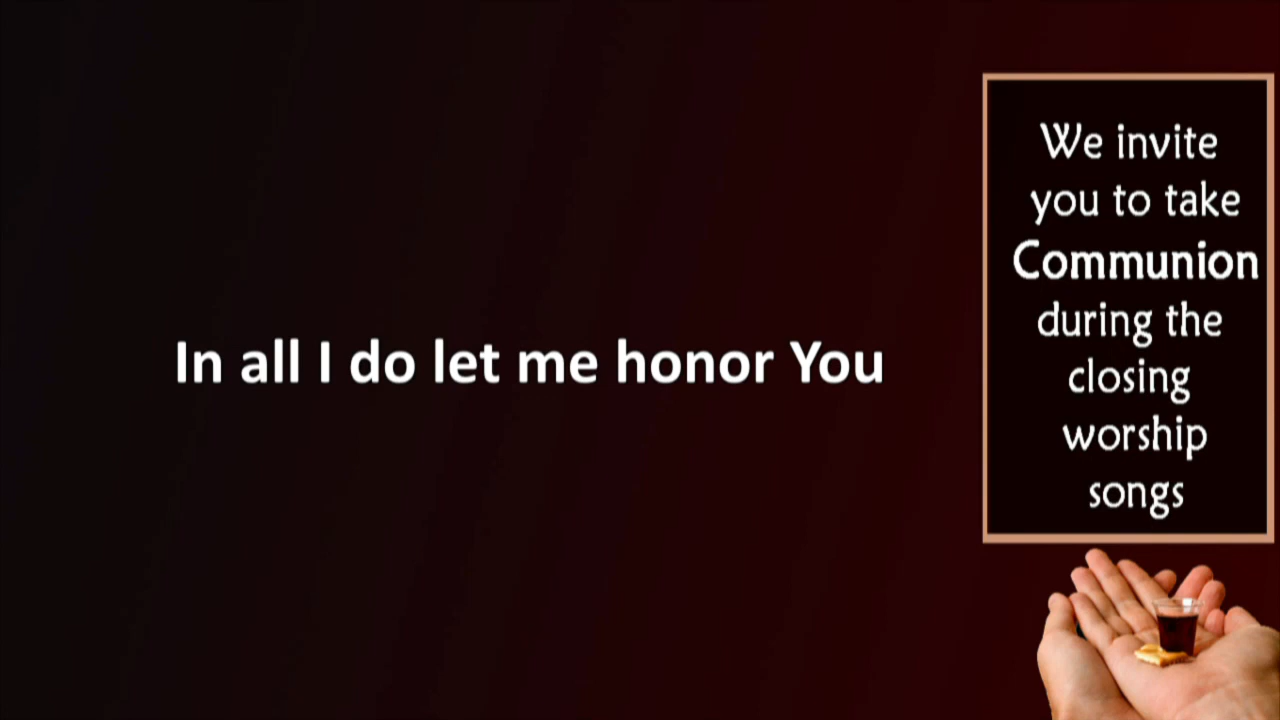 In all I do let me honor You
We invite
you to take
Communion
during the
closing
worship
songs